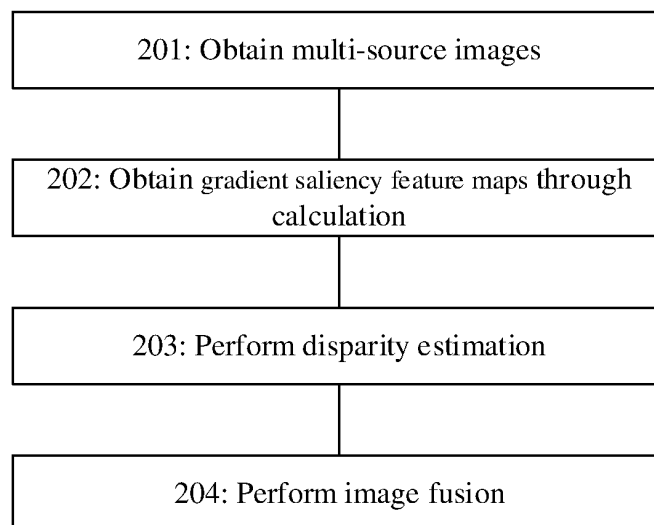 201: Obtain multi-source images
202: Obtain gradient saliency feature maps through
calculation
203: Perform disparity estimation
204: Perform image fusion